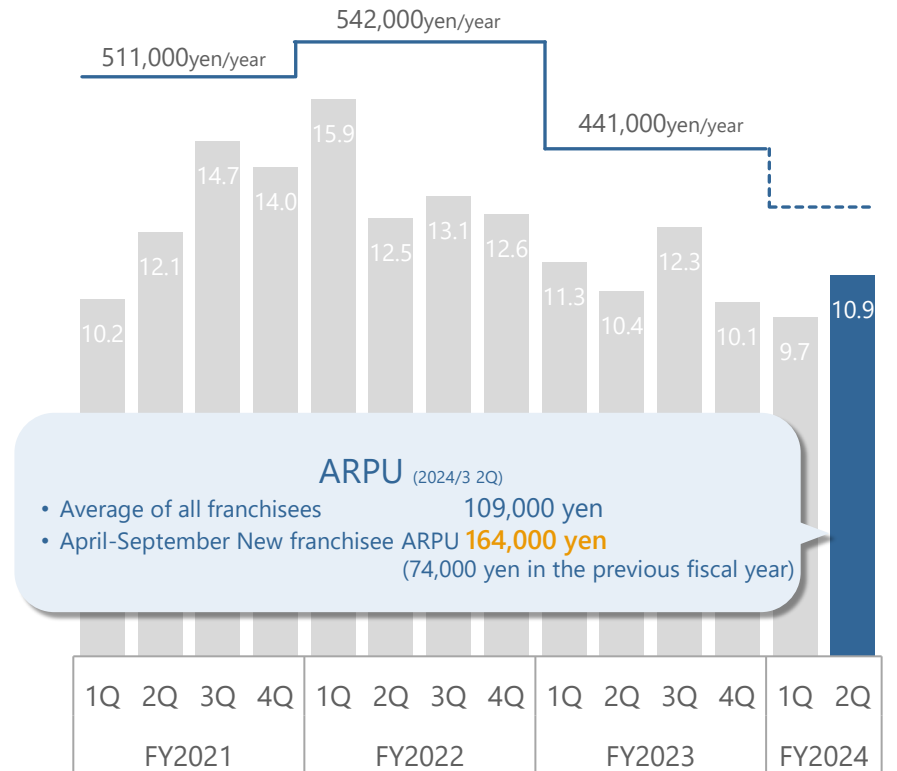 542,000yen/year
511,000yen/year
441,000yen/year
10.2
12.1
14.7
14.0
15.9
12.5
13.1
12.6
11.3
10.4
12.3
10.1
9.7
10.9
ARPU (2024/3 2Q)
• Average of all franchisees 109,000 yen
• April-September New franchisee ARPU 164,000 yen
(74,000 yen in the previous fiscal year)
1Q 2Q 3Q 4Q 1Q 2Q 3Q 4Q 1Q 2Q 3Q 4Q 1Q 2Q
FY2021 FY2022 FY2023 FY2024